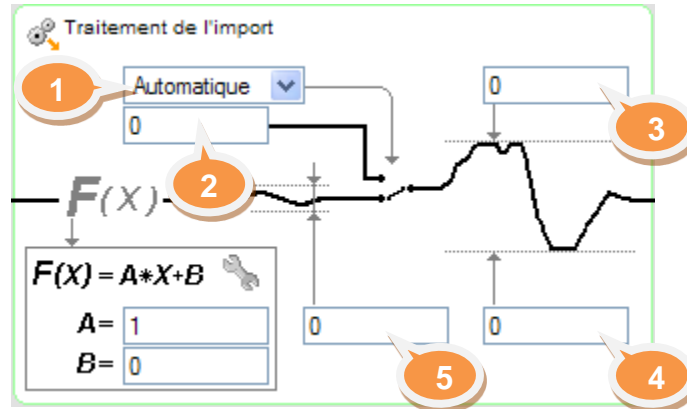 Traitement de l'import
1 Automatique 0
0 3
2
F(X)
F(X) = A*X+B
A= 1 0 0
B= 0
5 4